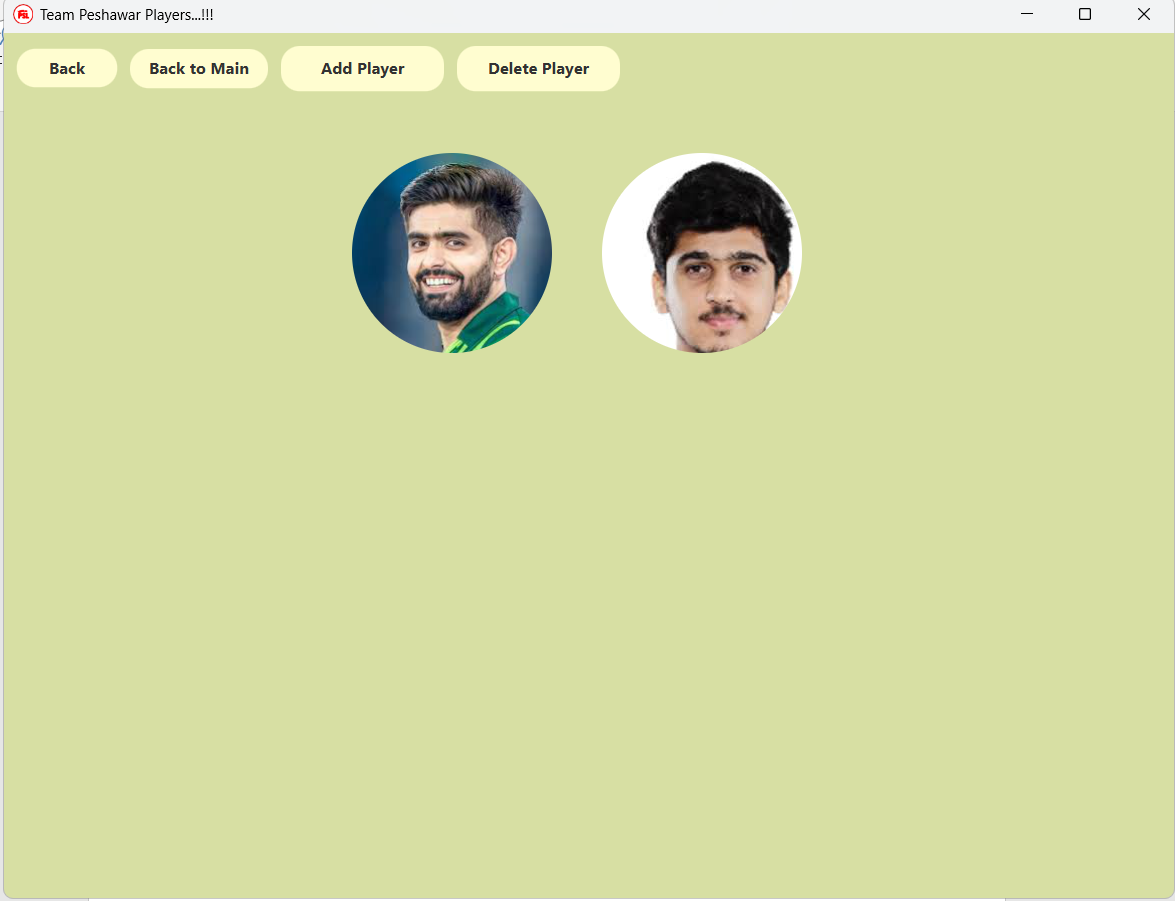 Team Peshawar Players...!!!
Back
Back to Main
Add Player
Delete Player